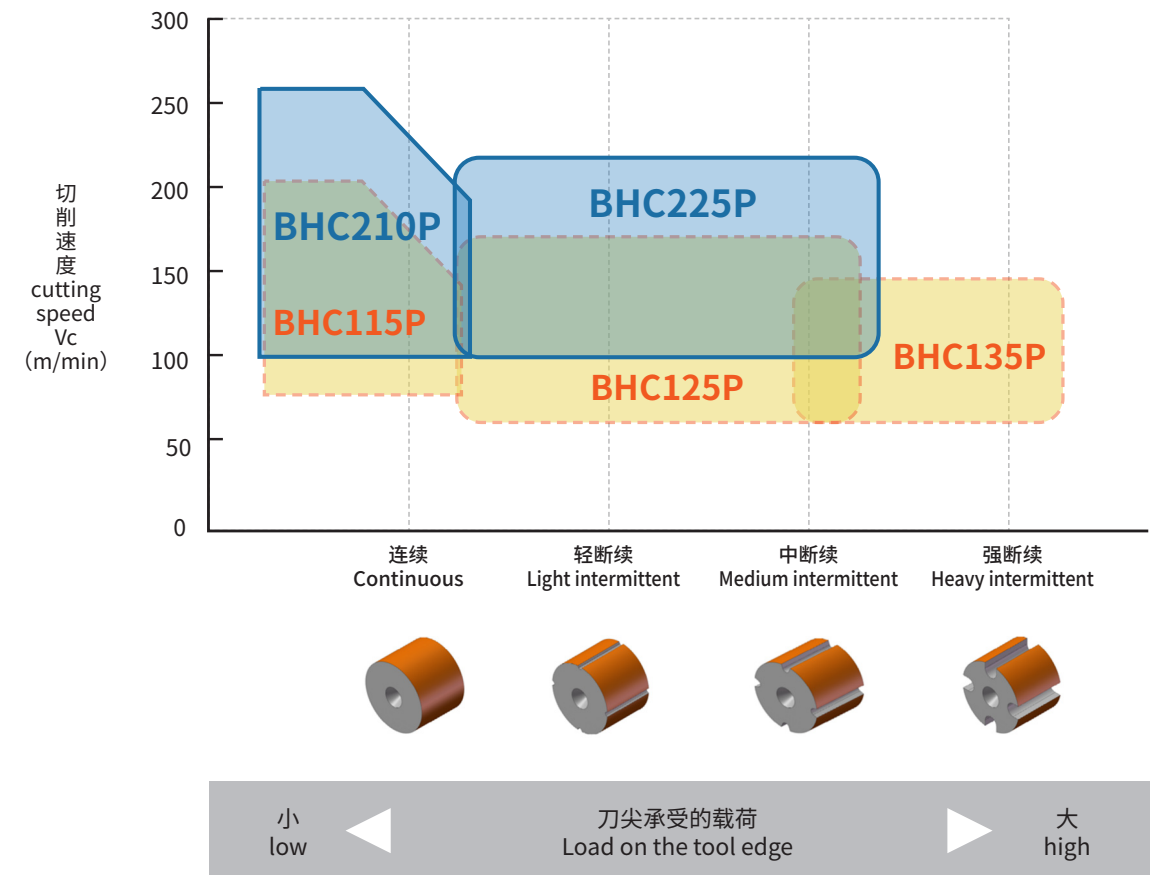 300
250
200
150
100
50
0
切
削
速
度
cutting
speed
Vc
（m/min）
BHC210P
BHC225P
BHC115P
BHC125P
BHC135P
连续
Continuous
轻断续
Light intermittent
中断续
Medium intermittent
强断续
Heavy intermittent
小
low
刀尖承受的载荷
Load on the tool edge
大
high